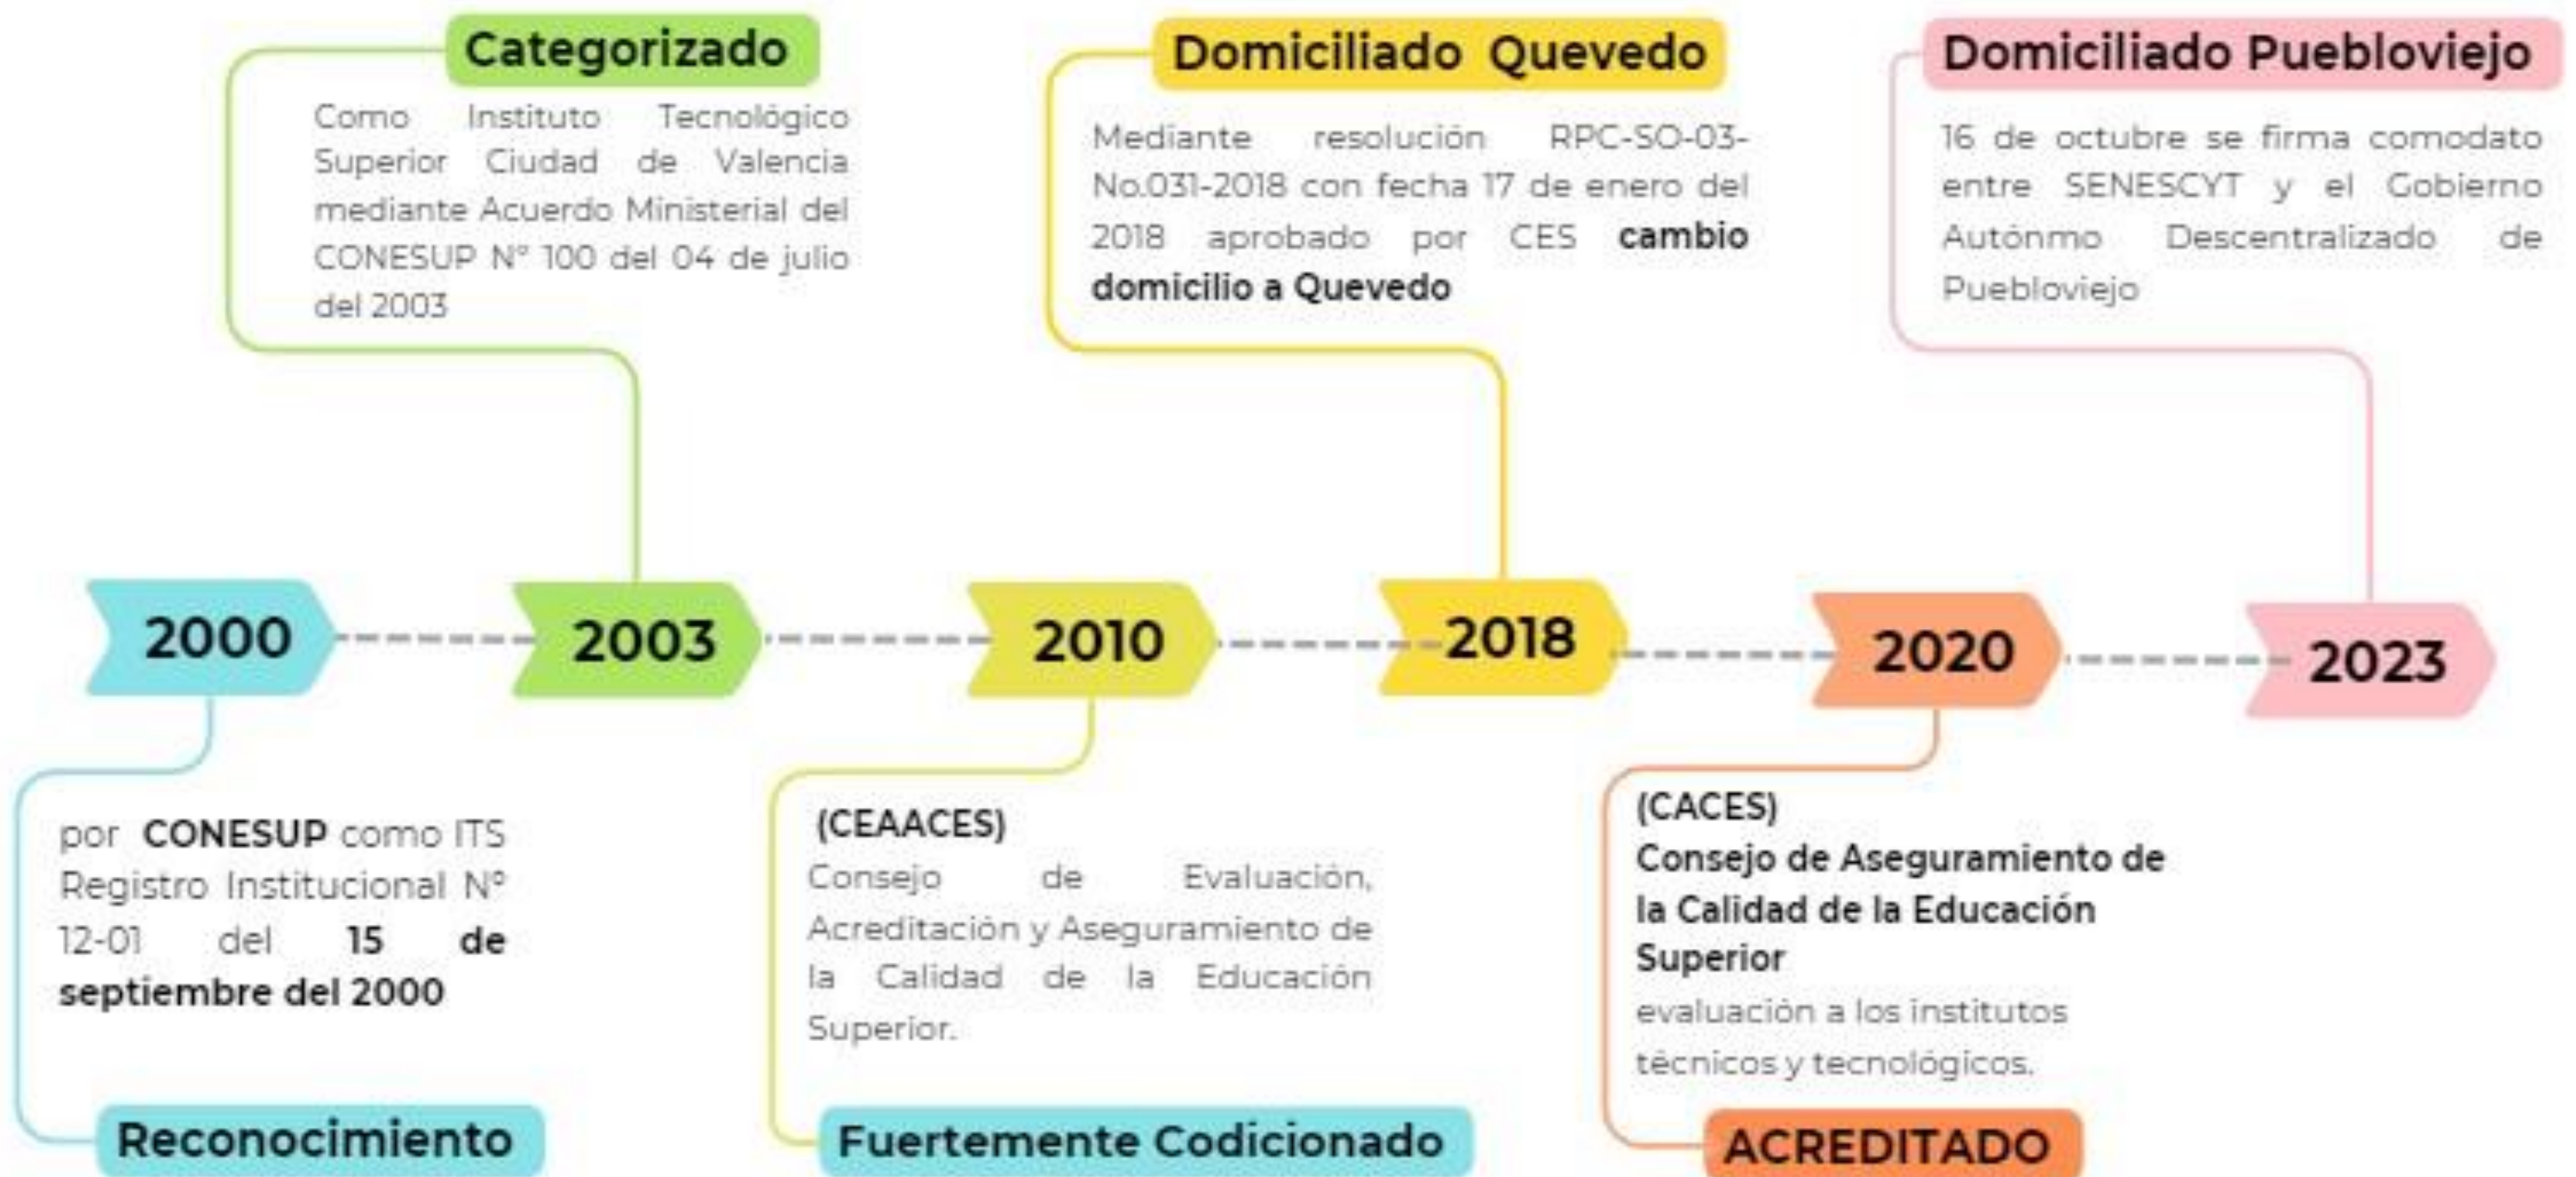 Categorizado
Como Instituto Tecnológico
Superior Ciudad de Valencia
mediante Acuerdo Ministerial del
CONESUP Nº 100 del 04 de julio
del 2003
Domiciliado Quevedo
Mediante resolución RPC-SO-03-
No.031-2018 con fecha 17 de enero del
2018 aprobado por CES cambio
domicilio a Quevedo
Domiciliado Puebloviejo
16 de octubre se firma comodato
entre SENESCYT y el Gobierno
Autónmo Descentralizado de
Puebloviejo
2000
2003
2010
2018
2020
2023
por CONESUP como ITS
Registro Institucional Nº
12-01 del 15 de
septiembre del 2000
Reconocimiento
(CEAACES)
Consejo de Evaluación,
Acreditación y Aseguramiento de
la Calidad de la Educación
Superior.
Fuertemente Codicionado
(CACES)
Consejo de Aseguramiento de
la Calidad de la Educación
Superior
evaluación a los institutos
técnicos y tecnológicos.
ACREDITADO